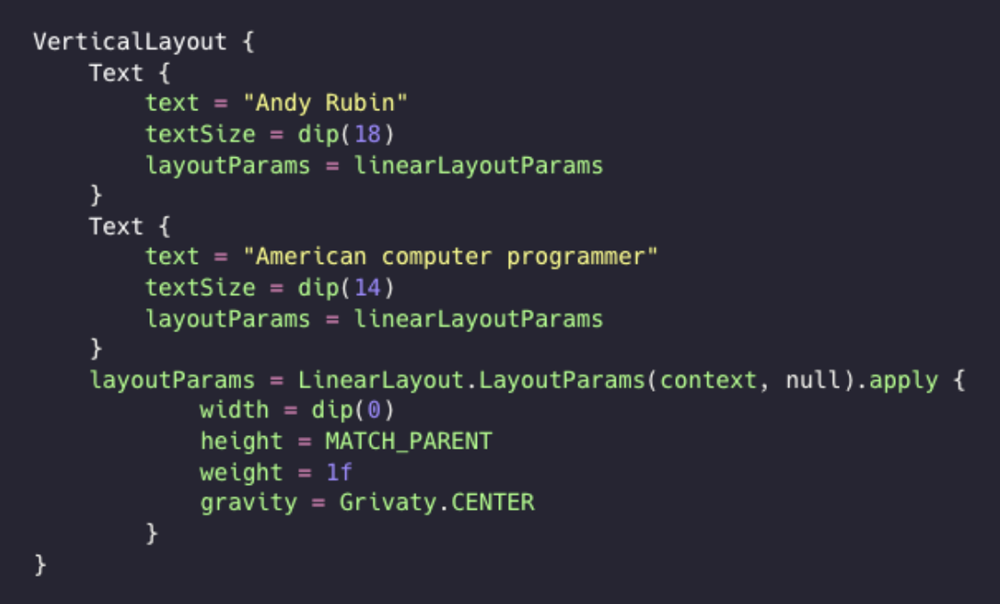 VerticalLayout {
    Text {
        text = "Andy Rubin"
        textSize = dip(18)
        layoutParams = linearLayoutParams
    }
    Text {
        text = "American computer programmer"
        textSize = dip(14)
        layoutParams = linearLayoutParams
    }
    layoutParams = LinearLayout.LayoutParams(context, null).apply {
            width = dip(0)
            height = MATCH_PARENT
            weight = 1f
            gravity = Grivaty.CENTER
        }
}